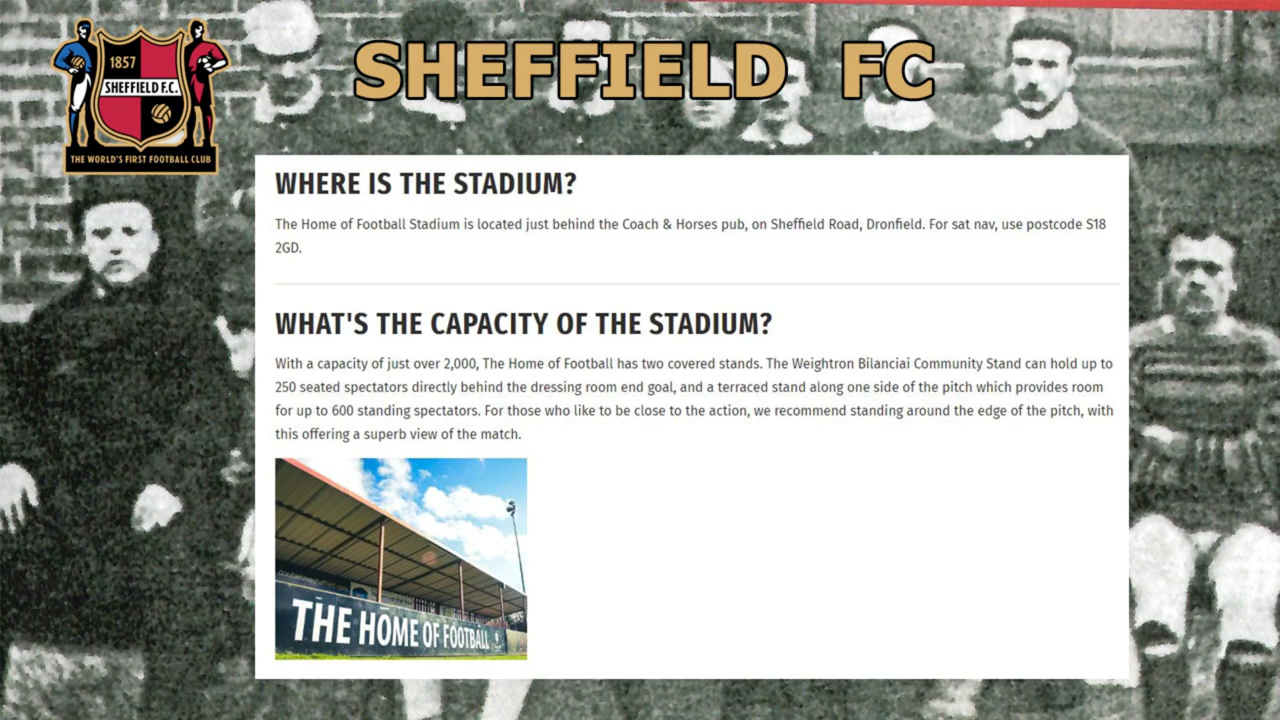 SHEFFIELD FC
1857
SHEFFIELD F.C.
THE WORLD'S FIRST FOOTBALL CLUB
WHERE IS THE STADIUM?
The Home of Football Stadium is located just behind the Coach & Horses pub, on Sheffield Road, Dronfield. For sat nav, use postcode S18
2GD.
WHAT'S THE CAPACITY OF THE STADIUM?
With a capacity of just over 2,000, The Home of Football has two covered stands. The Weightron Bilanciai Community Stand can hold up to
250 seated spectators directly behind the dressing room end goal, and a terraced stand along one side of the pitch which provides room
for up to 600 standing spectators. For those who like to be close to the action, we recommend standing around the edge of the pitch, with
this offering a superb view of the match.
THE HOME OF FOOTBALL